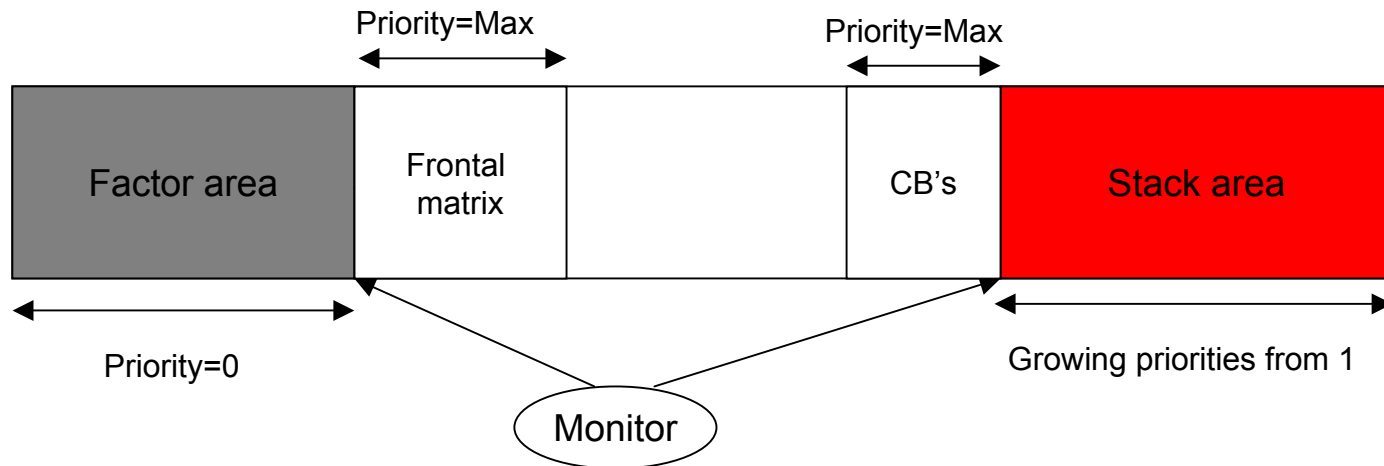 Priority=Max
Priority=Max
Factor area
Frontal
matrix
CB’s
Stack area
Priority=0
Growing priorities from 1
Monitor